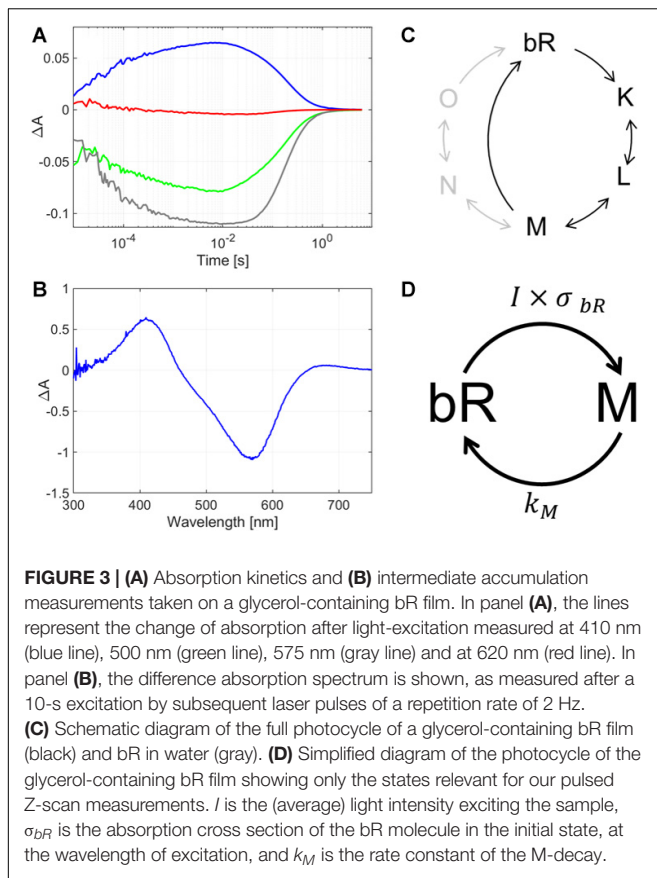 A
0.05
0
-0.05
-0.1
ΔA
10⁻⁴
10⁻²
10⁰
Time [s]
C
bR
O
K
N
L
M
B
1
0.5
0
-0.5
-1
-1.5
ΔA
300
400
500
600
700
Wavelength [nm]
D
I × σ bR
bR
M
k_M
FIGURE 3 | (A) Absorption kinetics and (B) intermediate accumulation
measurements taken on a glycerol-containing bR film. In panel (A), the lines
represent the change of absorption after light-excitation measured at 410 nm
(blue line), 500 nm (green line), 575 nm (gray line) and at 620 nm (red line). In
panel (B), the difference absorption spectrum is shown, as measured after a
10-s excitation by subsequent laser pulses of a repetition rate of 2 Hz.
(C) Schematic diagram of the full photocycle of a glycerol-containing bR film
(black) and bR in water (gray). (D) Simplified diagram of the photocycle of the
glycerol-containing bR film showing only the states relevant for our pulsed
Z-scan measurements. I is the (average) light intensity exciting the sample,
σbR is the absorption cross section of the bR molecule in the initial state, at
the wavelength of excitation, and kM is the rate constant of the M-decay.